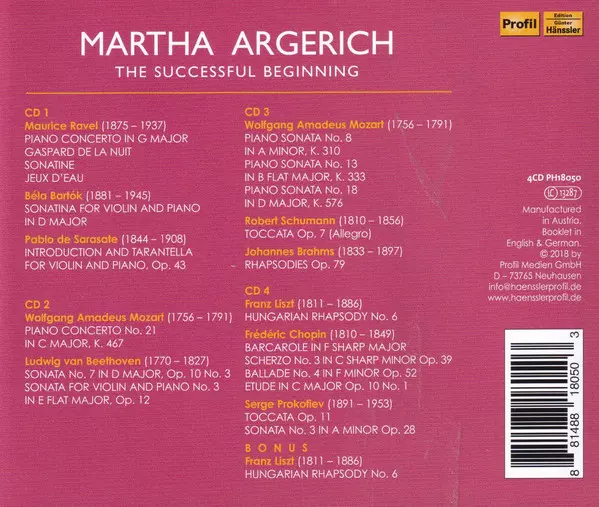 MARTHA ARGERICH
THE SUCCESSFUL BEGINNING
Profil
Edition
Günter
Hänssler
CD 1
Maurice Ravel (1875 – 1937)
PIANO CONCERTO IN G MAJOR
GASPARD DE LA NUIT
SONATINE
JEUX D'EAU
Béla Bartók (1881 – 1945)
SONATINA FOR VIOLIN AND PIANO
IN D MAJOR
Pablo de Sarasate (1844 – 1908)
INTRODUCTION AND TARANTELLA
FOR VIOLIN AND PIANO, Op. 43
CD 2
Wolfgang Amadeus Mozart (1756 – 1791)
PIANO CONCERTO No. 21
IN C MAJOR, K. 467
Ludwig van Beethoven (1770 – 1827)
SONATA No. 7 IN D MAJOR, Op. 10 No. 3
SONATA FOR VIOLIN AND PIANO No. 3
IN E FLAT MAJOR, Op. 12
CD 3
Wolfgang Amadeus Mozart (1756 – 1791)
PIANO SONATA No. 8
IN A MINOR, K. 310
PIANO SONATA No. 13
IN B FLAT MAJOR, K. 333
PIANO SONATA No. 18
IN D MAJOR, K. 576
Robert Schumann (1810 – 1856)
TOCCATA Op. 7 (Allegro)
Johannes Brahms (1833 – 1897)
RHAPSODIES Op. 79
CD 4
Franz Liszt (1811 – 1886)
HUNGARIAN RHAPSODY No. 6
Frédéric Chopin (1810 – 1849)
BARCAROLE IN F SHARP MAJOR
SCHERZO No. 3 IN C SHARP MINOR Op. 39
BALLADE No. 4 IN F MINOR Op. 52
ETUDE IN C MAJOR Op. 10 No. 1
Serge Prokofiev (1891 – 1953)
TOCCATA Op. 11
SONATA No. 3 IN A MINOR Op. 28
BONUS
Franz Liszt (1811 – 1886)
HUNGARIAN RHAPSODY No. 6
4CD PH18050
LC 13287
Manufactured
in Austria.
Booklet in
English & German.
© 2018 by
Profil Medien GmbH
D – 73765 Neuhausen
info@haensslerprofil.de
www.haensslerprofil.de
8 81488 18050 3